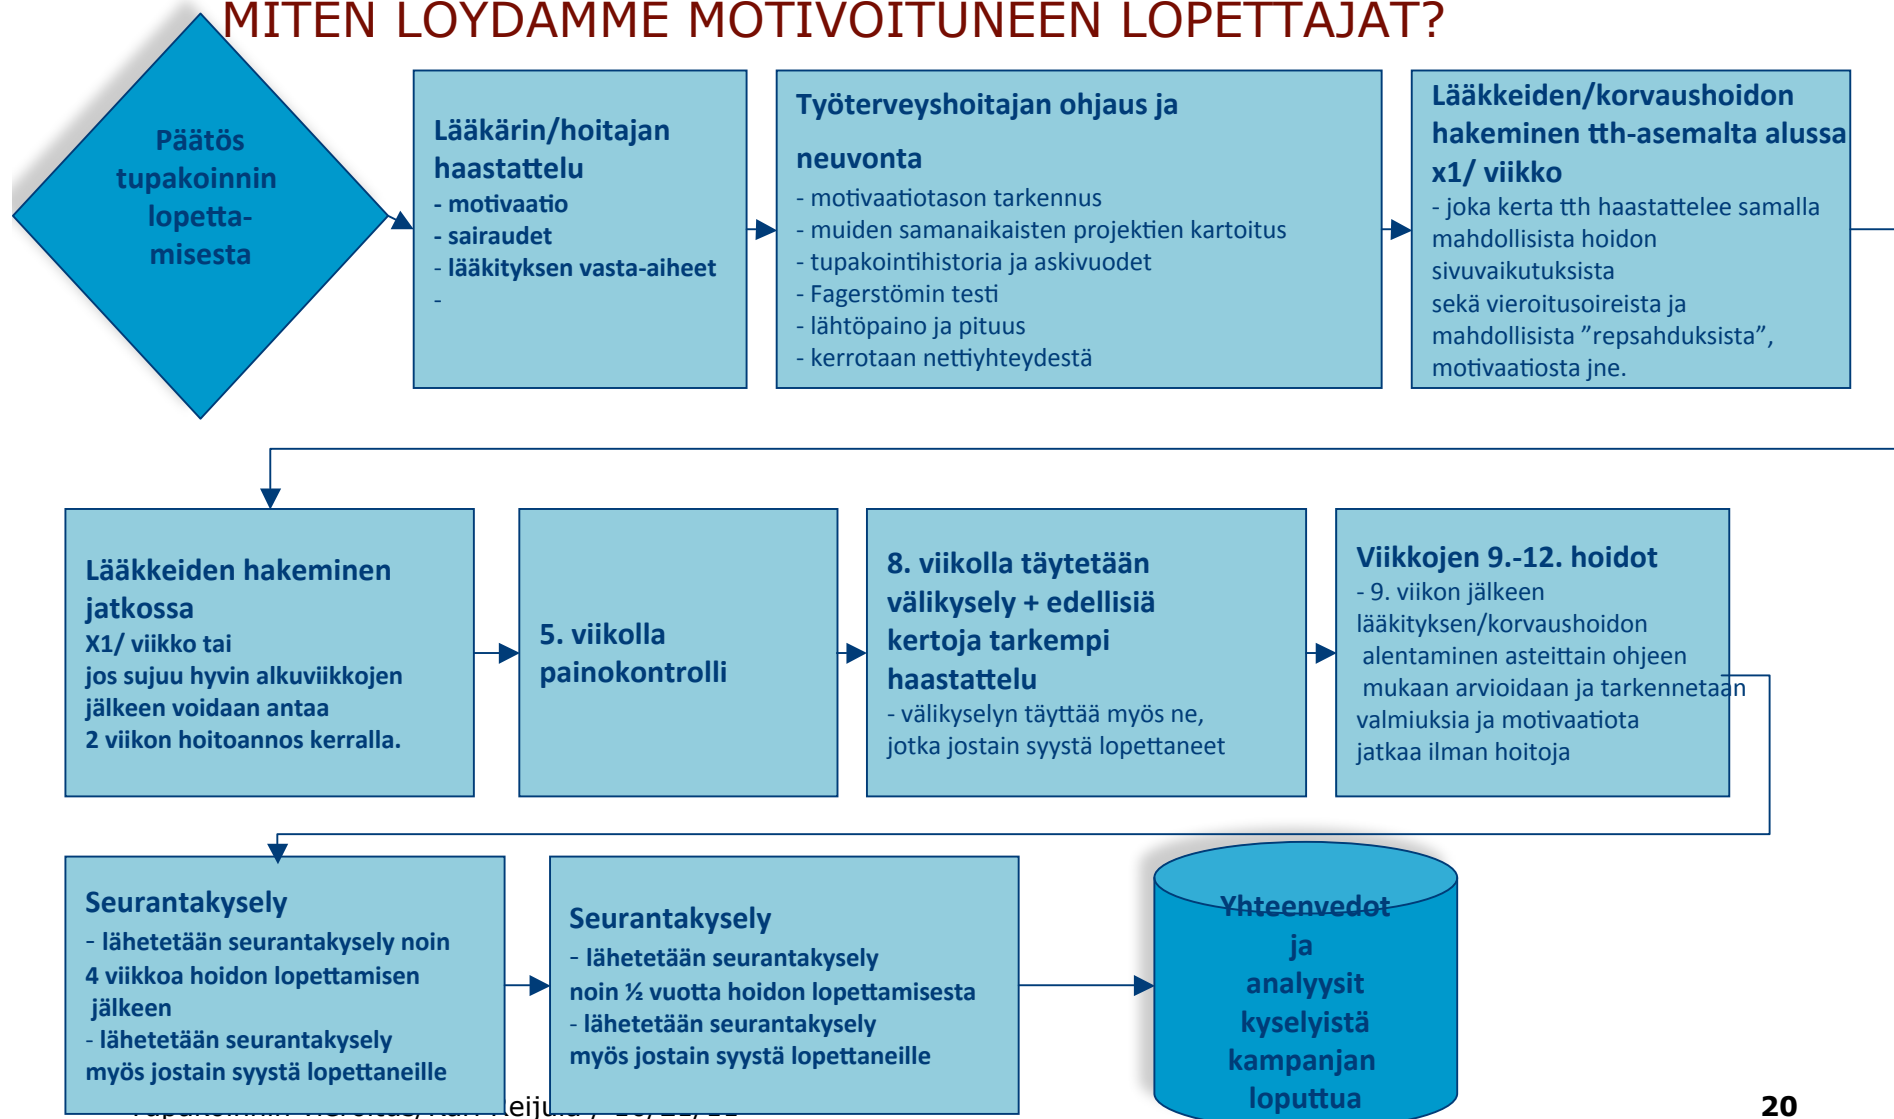 MITEN LÖYDÄMME MOTIVOITUNEEN LOPETTAJAT?
Päätös
tupakoinnin
lopetta-
misesta
Lääkärin/hoitajan
haastattelu
- motivaatio
- sairaudet
- lääkityksen vasta-aiheet
-
Työterveyshoitajan ohjaus ja
neuvonta
- motivaatiotason tarkennus
- muiden samanaikaisten projektien kartoitus
- tupakointihistoria ja askivuodet
- Fagerströmin testi
- lähtöpaino ja pituus
- kerrotaan nettiyhteydestä
Lääkkeiden/korvaushoidon
hakeminen tth-asemalta alussa
x1/ viikko
- joka kerta tth haastattelee samalla
mahdollisista hoidon
sivuvaikutuksista
sekä vieroitusoireista ja
mahdollisista ”repsahduksista”,
motivaatiosta jne.
Lääkkeiden hakeminen
jatkossa
X1/ viikko tai
jos sujuu hyvin alkuviikkojen
jälkeen voidaan antaa
2 viikon hoitoannos kerralla.
5. viikolla
painokontrolli
8. viikolla täytetään
välikysely + edellisiä
kertoja tarkempi
haastattelu
- välikyselyn täyttää myös ne,
jotka jostain syystä lopettaneet
Viikkojen 9.-12. hoidot
- 9. viikon jälkeen
lääkityksen/korvaushoidon
alentaminen asteittain ohjeen
mukaan arvioidaan ja tarkennetaan
valmiuksia ja motivaatiota
jatkaa ilman hoitoja
Seurantakysely
- lähetetään seurantakysely noin
4 viikkoa hoidon lopettamisen
jälkeen
- lähetetään seurantakysely
myös jostain syystä lopettaneille
Seurantakysely
- lähetetään seurantakysely
noin ½ vuotta hoidon lopettamisesta
- lähetetään seurantakysely
myös jostain syystä lopettaneille
Yhteenvedot
ja
analyysit
kyselyistä
kampanjan
loputtua
20